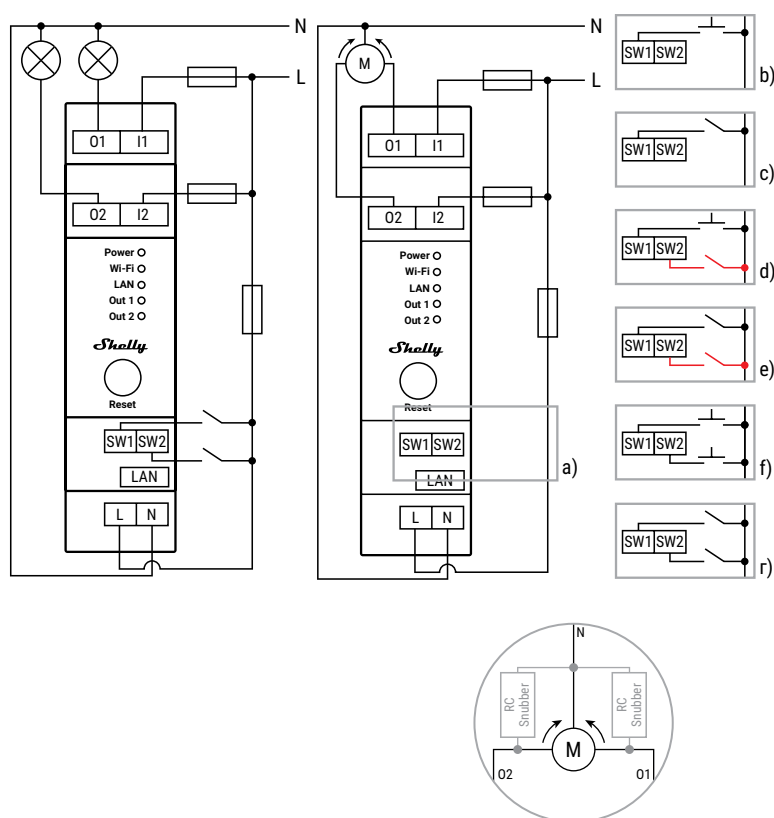 N
L
O1 I1
O2 I2
Power
Wi-Fi
LAN
Out 1
Out 2
Shelly
Reset
SW1 SW2
LAN
L N
N
L
M
O1 I1
O2 I2
Power
Wi-Fi
LAN
Out 1
Out 2
Shelly
Reset
SW1 SW2
LAN
a)
L N
SW1 SW2
b)
SW1 SW2
c)
SW1 SW2
d)
SW1 SW2
e)
SW1 SW2
f)
SW1 SW2
г)
N
RC
Snubber
RC
Snubber
M
O2
O1